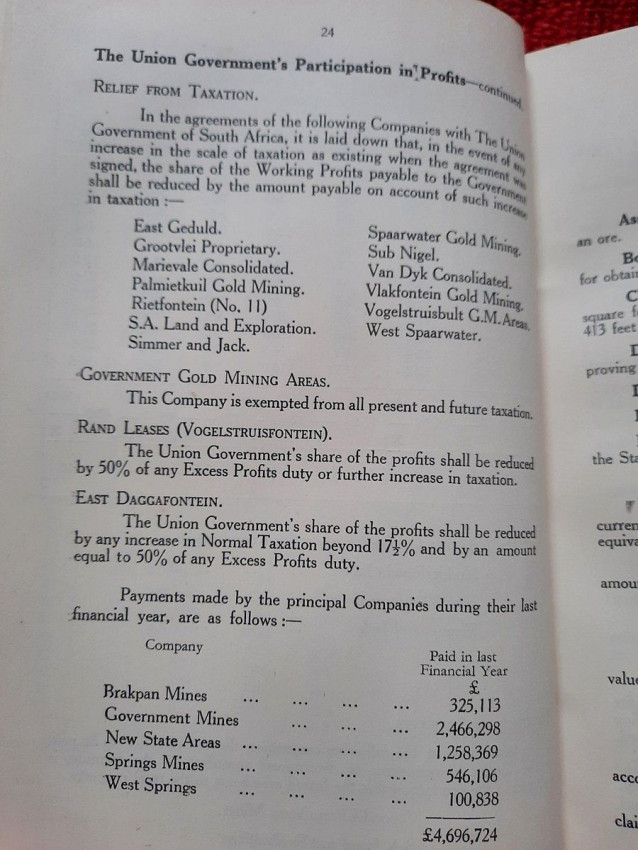 24
The Union Government's Participation in Profits—continued.
RELIEF FROM TAXATION.
In the agreements of the following Companies with The Union
Government of South Africa, it is laid down that, in the event of any
increase in the scale of taxation as existing when the agreement was
signed, the share of the Working Profits payable to the Government
shall be reduced by the amount payable on account of such increase
in taxation :—
East Geduld.
Grootvlei Proprietary.
Marievale Consolidated.
Palmietkuil Gold Mining.
Rietfontein (No. 11)
S.A. Land and Exploration.
Simmer and Jack.
Spaarwater Gold Mining.
Sub Nigel.
Van Dyk Consolidated.
Vlakfontein Gold Mining.
Vogelstruisbult G.M. Areas.
West Spaarwater.
GOVERNMENT GOLD MINING AREAS.
This Company is exempted from all present and future taxation.
RAND LEASES (VOGELSTRUISFONTEIN).
The Union Government's share of the profits shall be reduced
by 50% of any Excess Profits duty or further increase in taxation.
EAST DAGGAFONTEIN.
The Union Government's share of the profits shall be reduced
by any increase in Normal Taxation beyond 17½% and by an amount
equal to 50% of any Excess Profits duty.
Payments made by the principal Companies during their last
financial year, are as follows :—
Company
Paid in last
Financial Year
£
Brakpan Mines ... ... ... ... 325,113
Government Mines ... ... ... 2,466,298
New State Areas ... ... ... ... 1,258,369
Springs Mines ... ... ... ... 546,106
West Springs ... ... ... ... 100,838
£4,696,724
As
an ore.
Be
for obtai
C
square f
413 feet
proving
the Sta
curren
equiva
amou
value
acco
clai